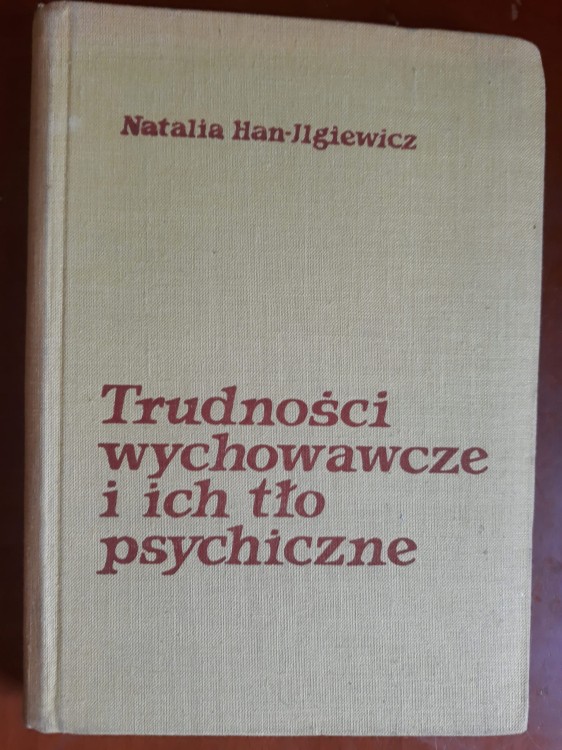 Natalia Han-Ilgiewicz
Trudności
wychowawcze
i ich tło
psychiczne